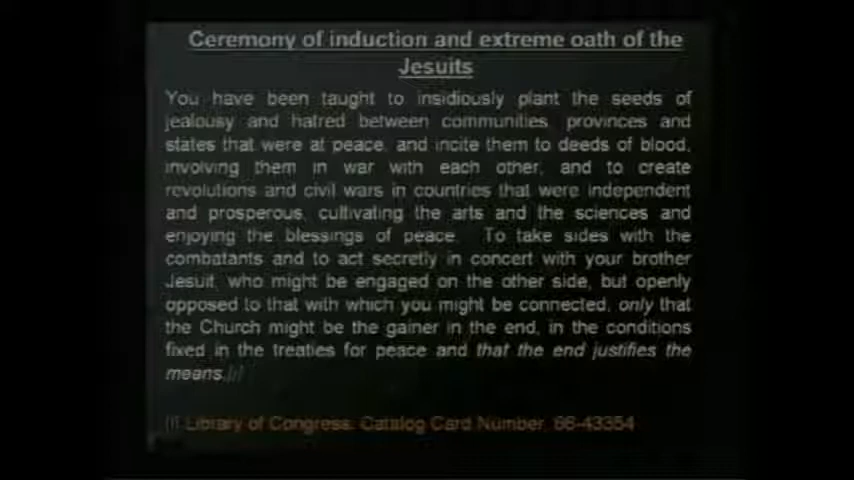 Ceremony of induction and extreme oath of the
Jesuits
You have been taught to insidiously plant the seeds of
jealousy and hatred between communities, provinces and
states that were at peace, and incite them to deeds of blood,
involving them in war with each other, and to create
revolutions and civil wars in countries that were independent
and prosperous, cultivating the arts and the sciences and
enjoying the blessings of peace. To take sides with the
combatants and to act secretly in concert with your brother
Jesuit, who might be engaged on the other side, but openly
opposed to that with which you might be connected, only that
the Church might be the gainer in the end, in the conditions
fixed in the treaties for peace and that the end justifies the
means.[i]
[i] Library of Congress, Catalog Card Number, 66-43354